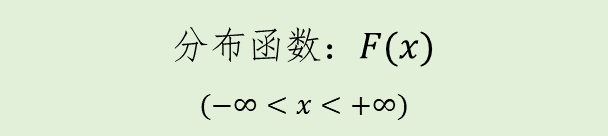 分布函数：F(x)
(−∞ < x < +∞)